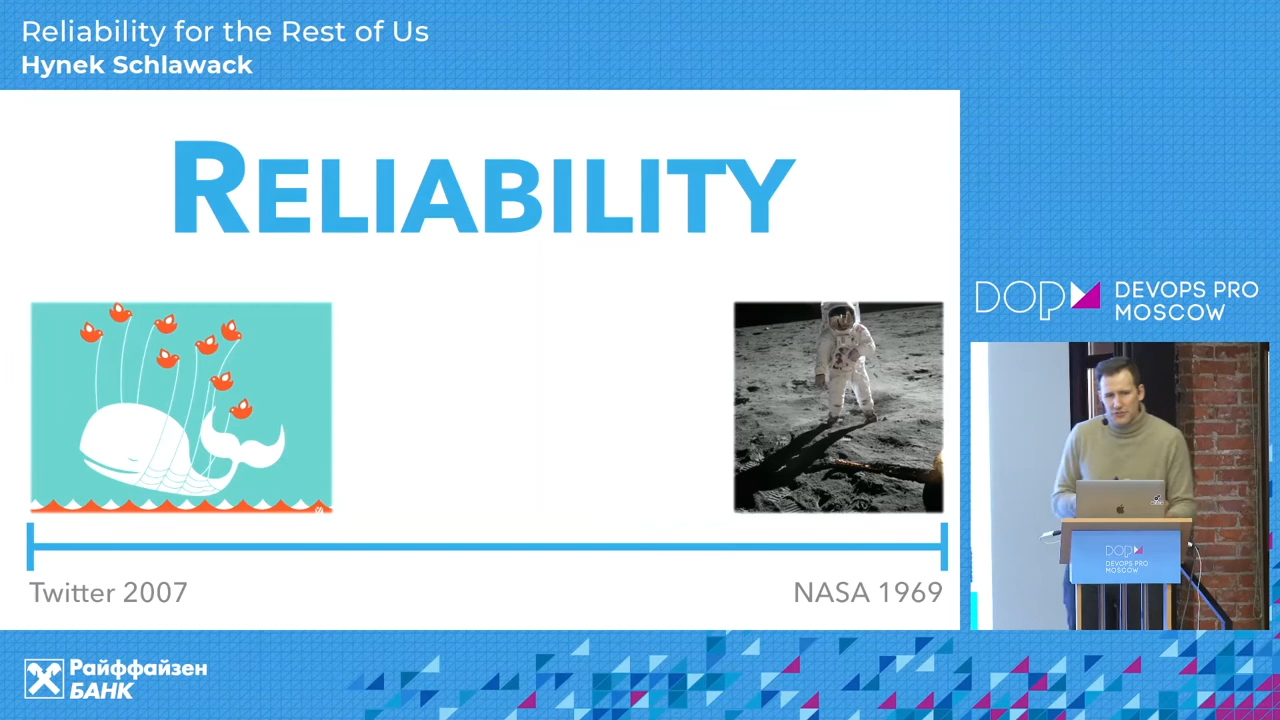 Reliability for the Rest of Us
Hynek Schlawack
RELIABILITY
Twitter 2007
NASA 1969
DOP
DEVOPS PRO
MOSCOW
DOP
DEVOPS PRO
MOSCOW
Райффайзен
БАНК